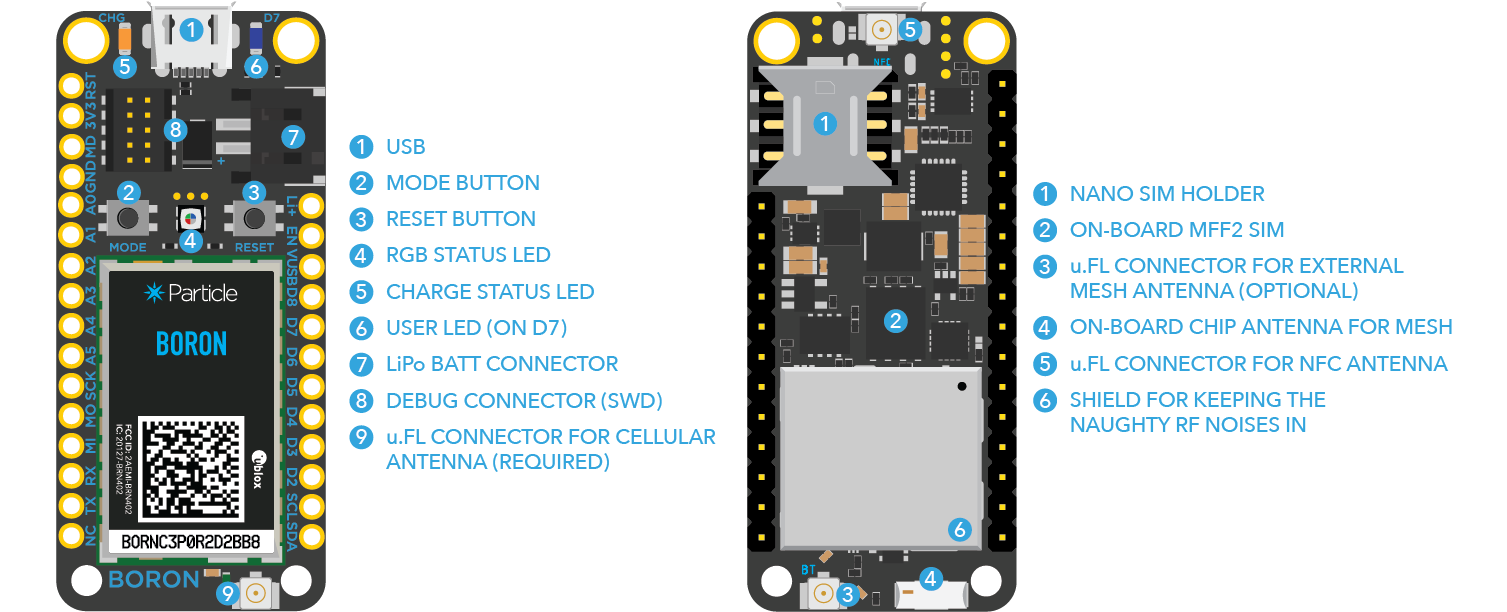 CHG
D7
1
5
6
RST
3V3
MD
GND
A0
A1
A2
A3
A4
A5
SCK
MO
MI
RX
TX
NC
8
7
+
2
3
4
MODE
RESET
Li+
EN
VUSB
D8
D7
D6
D5
D4
D3
D2
SCL
SDA
Particle
BORON
FCC ID: 2AEMI-BRN402
IC: 20127-BRN402
ublox
BORNC3P0R2D2BB8
BORON
9
1 USB
2 MODE BUTTON
3 RESET BUTTON
4 RGB STATUS LED
5 CHARGE STATUS LED
6 USER LED (ON D7)
7 LiPo BATT CONNECTOR
8 DEBUG CONNECTOR (SWD)
9 u.FL CONNECTOR FOR CELLULAR
ANTENNA (REQUIRED)
5
NFC
1
2
6
BT
3
4
1 NANO SIM HOLDER
2 ON-BOARD MFF2 SIM
3 u.FL CONNECTOR FOR EXTERNAL
MESH ANTENNA (OPTIONAL)
4 ON-BOARD CHIP ANTENNA FOR MESH
5 u.FL CONNECTOR FOR NFC ANTENNA
6 SHIELD FOR KEEPING THE
NAUGHTY RF NOISES IN